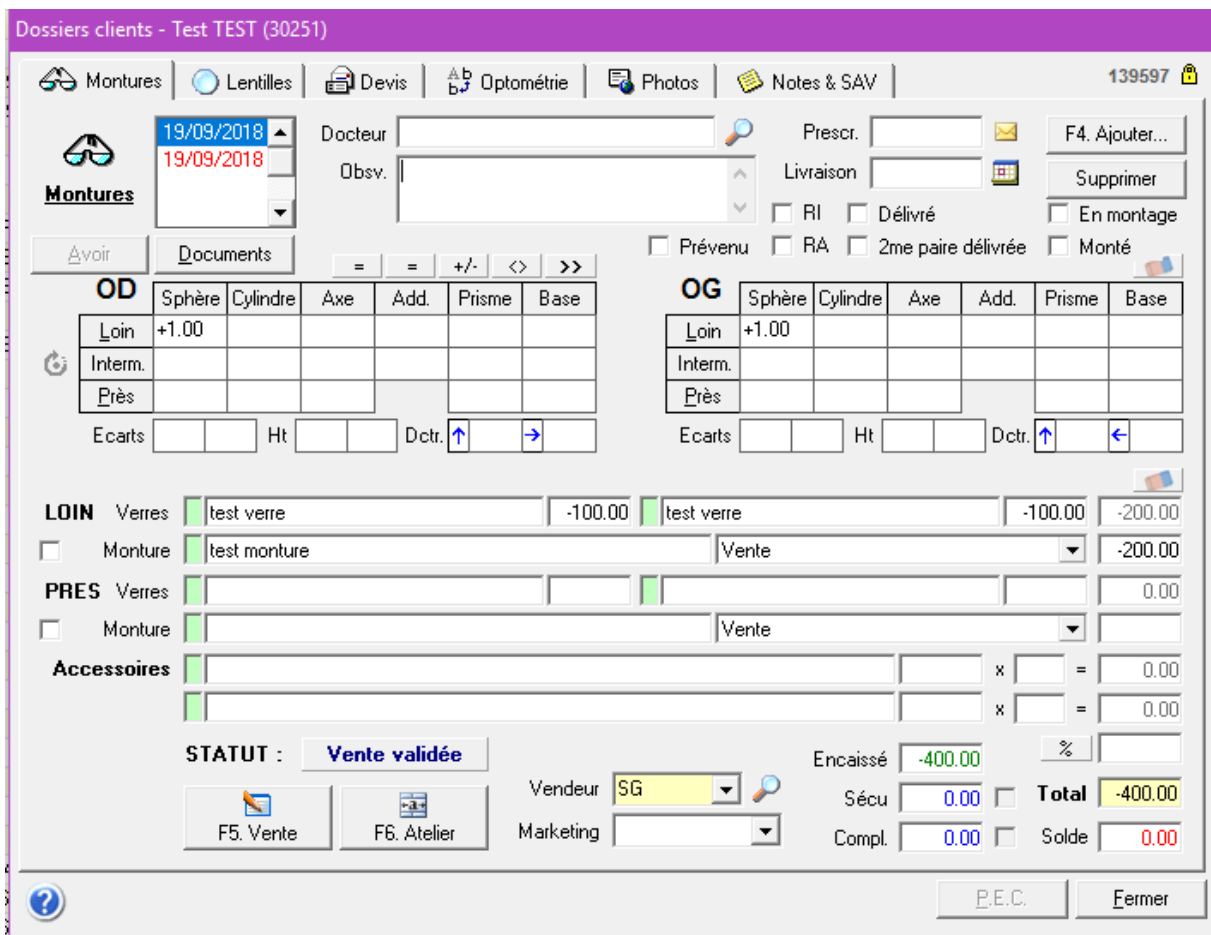 Dossiers clients - Test TEST (30251)
Montures Lentilles Devis Optométrie Photos Notes & SAV 139597
19/09/2018 Docteur Prescr. F4. Ajouter...
19/09/2018 Obsv. Livraison Supprimer
Montures
RI Délivré En montage
Avoir Documents Prévenu RA 2me paire délivrée Monté
= = +/- <> >>
OD Sphère Cylindre Axe Add. Prisme Base OG Sphère Cylindre Axe Add. Prisme Base
Loin +1.00 Loin +1.00
Interm. Interm.
Près Près
Ecarts Ht Dctr. ↑ → Ecarts Ht Dctr. ↑ ←
LOIN Verres test verre -100.00 test verre -100.00 -200.00
Monture test monture Vente -200.00
PRES Verres 0.00
Monture Vente
Accessoires x = 0.00
x = 0.00
STATUT : Vente validée %
Encaissé -400.00
Vendeur SG Sécu 0.00 Total -400.00
F5. Vente F6. Atelier Marketing Compl. 0.00 Solde 0.00
P.E.C. Fermer